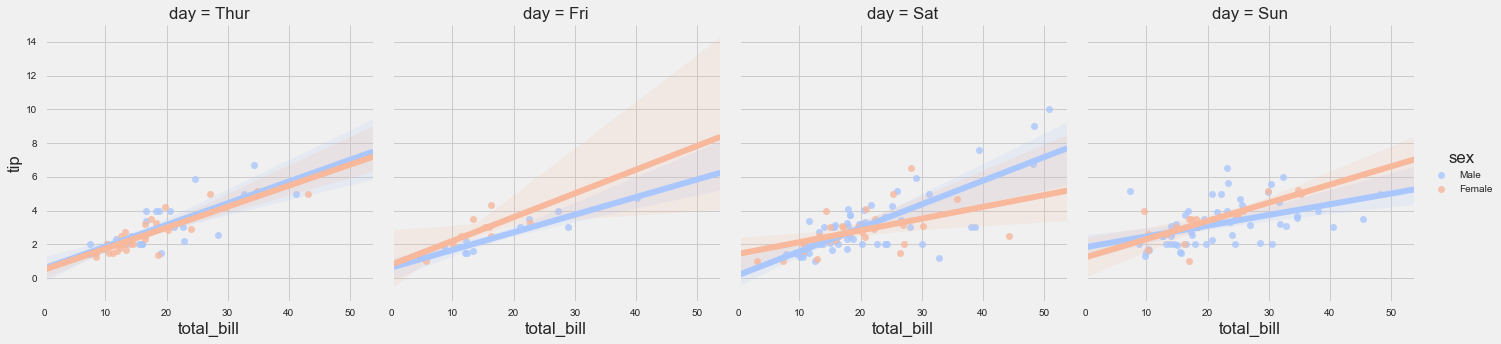 day = Thur
day = Fri
day = Sat
day = Sun
tip
14
12
10
8
6
4
2
0
0 10 20 30 40 50
0 10 20 30 40 50
0 10 20 30 40 50
0 10 20 30 40 50
total_bill
total_bill
total_bill
total_bill
sex
Male
Female